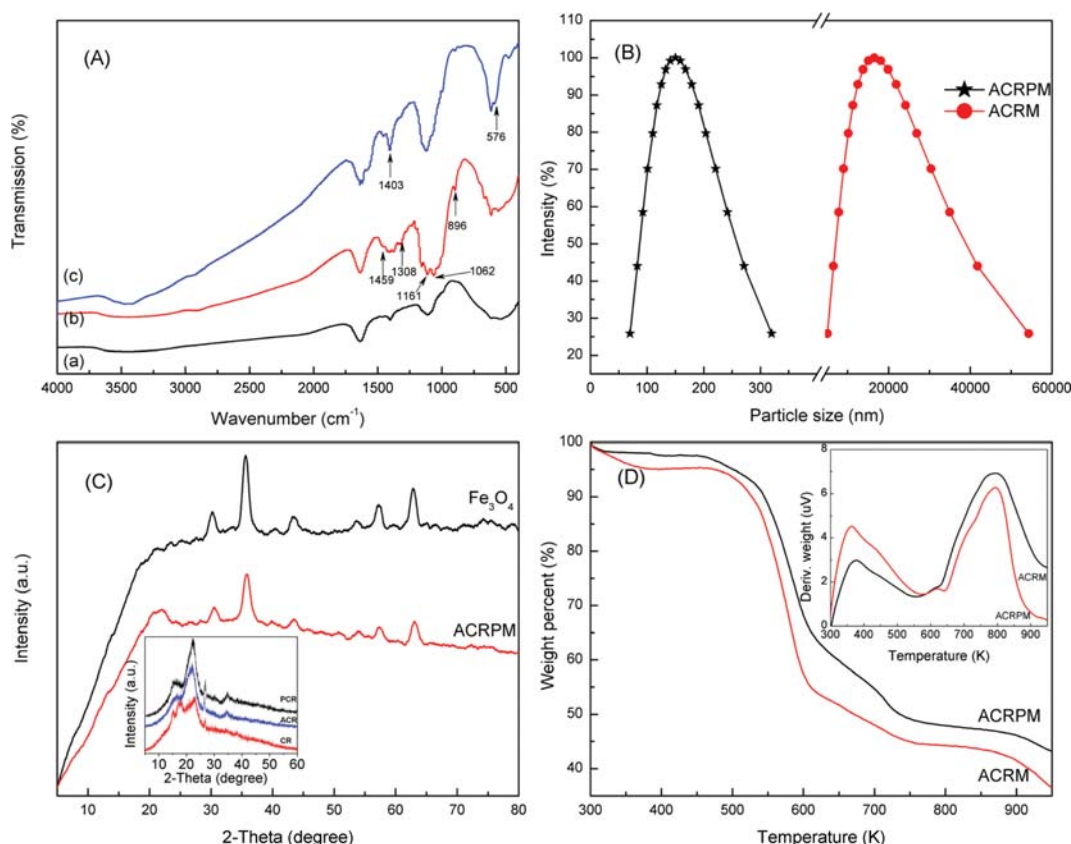 (A)
Transmission (%)
576
1403
896
1459
1308
1161
1062
(c)
(b)
(a)
4000 3500 3000 2500 2000 1500 1000 500
Wavenumber (cm-1)
(B)
ACRPM
ACRM
Intensity (%)
100
90
80
70
60
50
40
30
20
0 100 200 300 20000 40000 60000
Particle size (nm)
(C)
Fe3O4
ACRPM
Intensity (a.u.)
Intensity (a.u.)
PCR
ACR
CR
10 20 30 40 50 60
2-Theta (degree)
10 20 30 40 50 60 70 80
2-Theta (degree)
(D)
Weight percent (%)
100
90
80
70
60
50
40
Deriv. weight (uV)
8
6
4
2
0
ACRM
ACRPM
300 400 500 600 700 800 900
Temperature (K)
ACRPM
ACRM
300 400 500 600 700 800 900
Temperature (K)